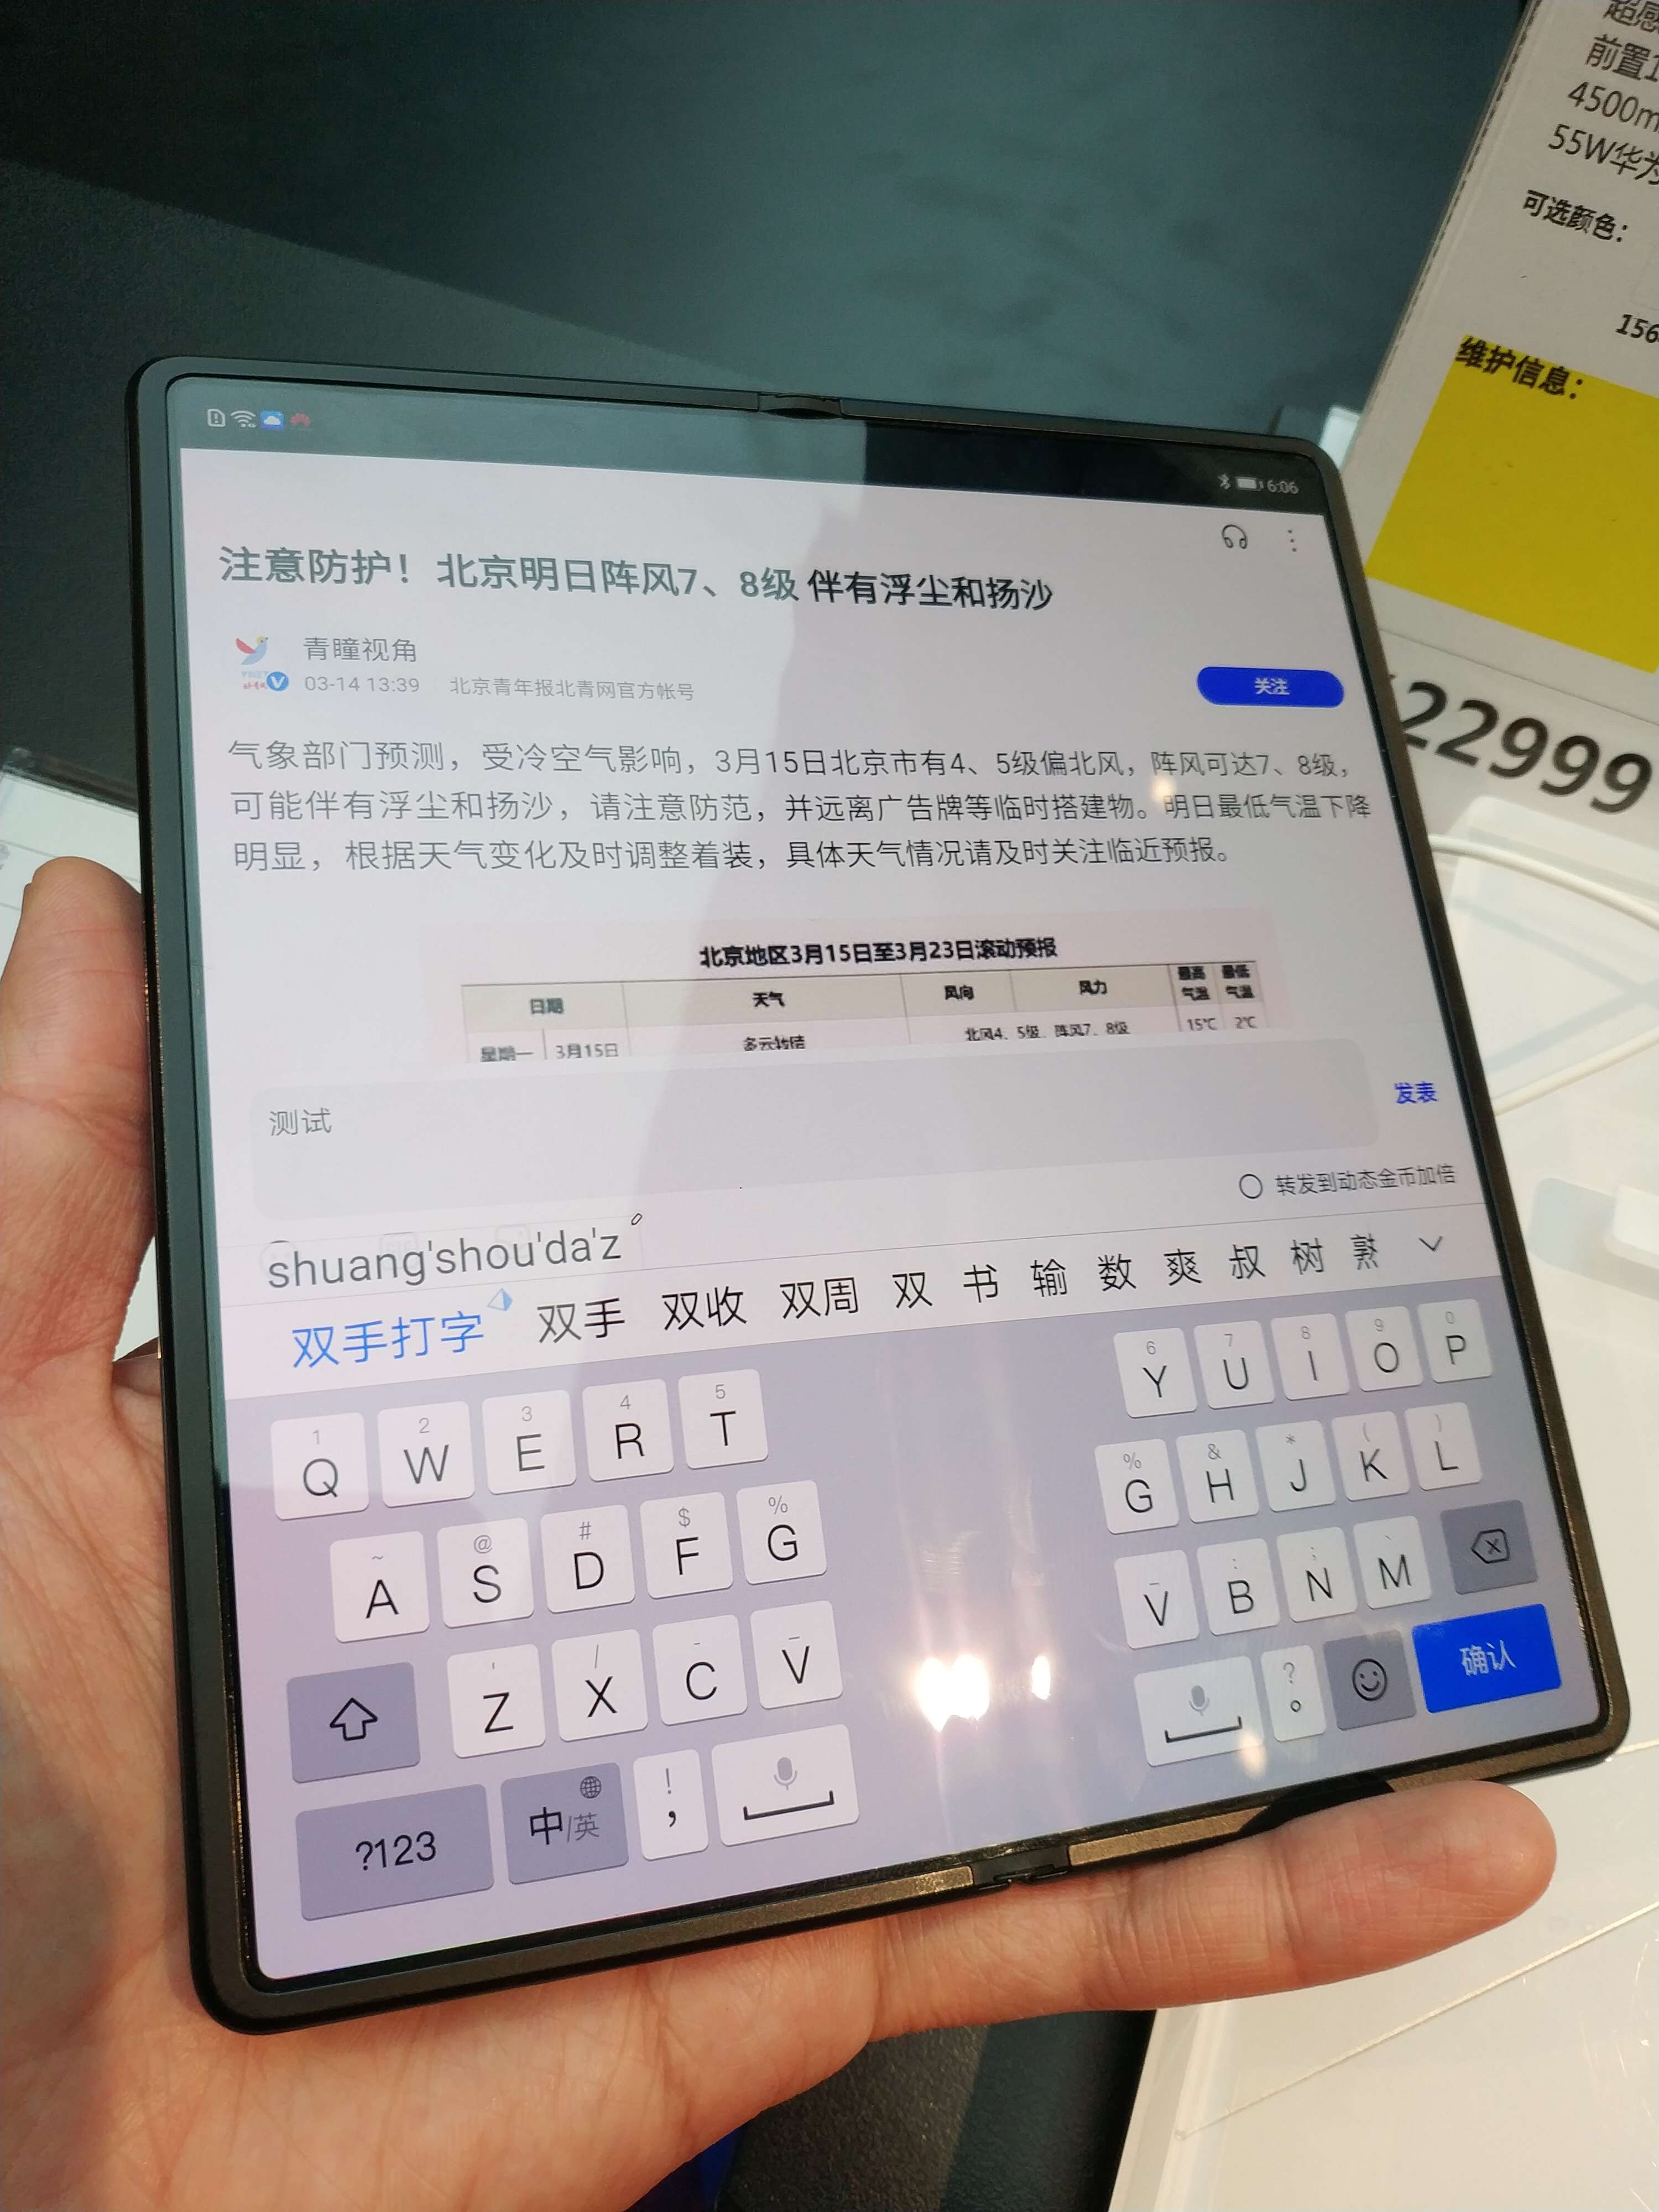 前置1
4500m
55W华为
可选颜色：
156
维护信息：
22999
6:06
注意防护！北京明日阵风7、8级 伴有浮尘和扬沙
青瞳视角
03-14 13:39 北京青年报北青网官方帐号
关注
气象部门预测，受冷空气影响，3月15日北京市有4、5级偏北风，阵风可达7、8级，
可能伴有浮尘和扬沙，请注意防范，并远离广告牌等临时搭建物。明日最低气温下降
明显，根据天气变化及时调整着装，具体天气情况请及时关注临近预报。
北京地区3月15日至3月23日滚动预报
日期 天气 风向 风力 最高气温 最低气温
星期一 3月15日 多云转晴 北风4、5级，阵风7、8级 15℃ 2℃
测试
发表
转发到动态金币加倍
shuang'shou'da'z
双手打字 双手 双收 双周 双 书 输 数 爽 叔 树 熟
1 2 3 4 5 6 7 8 9 0
Q W E R T Y U I O P
~ @ # $ % % & * ( )
A S D F G G H J K L
' / - _ _ : ; 、
Z X C V V B N M
?123 中/英 ! , ? 。 确认